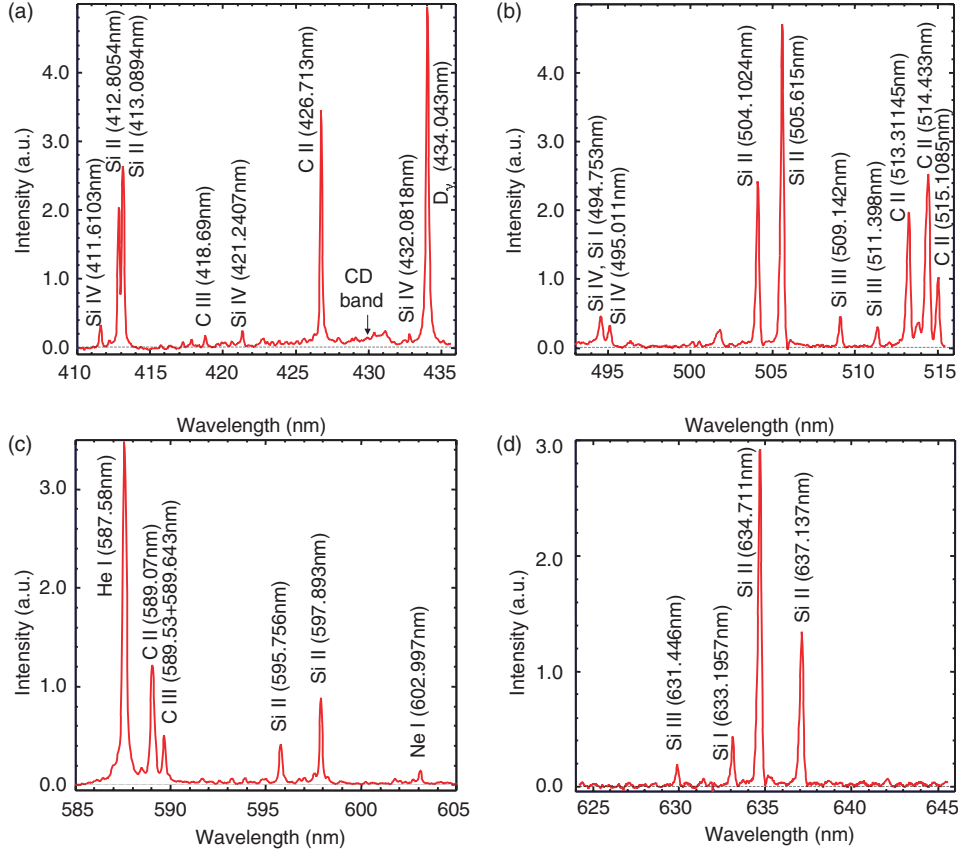 (a)
Intensity (a.u.)
4.0
3.0
2.0
1.0
0.0
Si IV (411.6103nm)
Si II (412.8054nm)
Si II (413.0894nm)
C III (418.69nm)
Si IV (421.2407nm)
C II (426.713nm)
CD
band
Si IV (432.0818nm)
Dγ (434.043nm)
410
415
420
425
430
435
Wavelength (nm)
(b)
Intensity (a.u.)
4.0
3.0
2.0
1.0
0.0
Si IV, Si I (494.753nm)
Si IV (495.011nm)
Si II (504.1024nm)
Si II (505.615nm)
Si III (509.142nm)
Si III (511.398nm)
C II (513.31145nm)
C II (514.433nm)
C II (515.1085nm)
495
500
505
510
515
Wavelength (nm)
(c)
Intensity (a.u.)
3.0
2.0
1.0
0.0
He I (587.58nm)
C II (589.07nm)
C III (589.53+589.643nm)
Si II (595.756nm)
Si II (597.893nm)
Ne I (602.997nm)
585
590
595
600
605
Wavelength (nm)
(d)
Intensity (a.u.)
3.0
2.0
1.0
0.0
Si III (631.446nm)
Si I (633.1957nm)
Si II (634.711nm)
Si II (637.137nm)
625
630
635
640
645
Wavelength (nm)